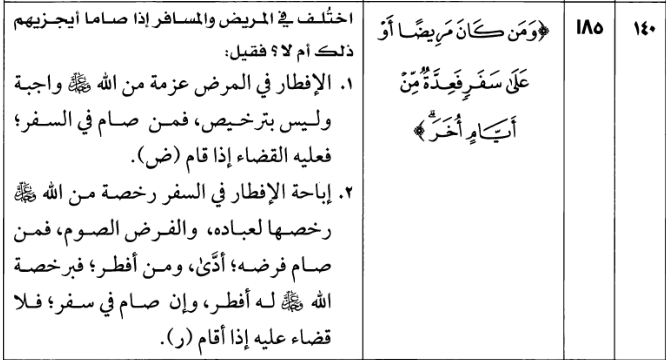 ١٤٠
١٨٥
﴿وَمَن كَانَ مَرِيضًا أَوْ
عَلَىٰ سَفَرٍ فَعِدَّةٌ مِّنْ
أَيَّامٍ أُخَرَ ۗ﴾
اختُلف في المريض والمسافر إذا صاما أيجزيهم
ذلك أم لا؟ فقيل:
١. الإفطار في المرض عزمة من الله ﷻ واجبة
وليس بترخيص، فمن صام في السفر؛
فعليه القضاء إذا قام (ض).
٢. إباحة الإفطار في السفر رخصة من الله ﷻ
رخصها لعباده، والفرض الصوم، فمن
صام فرضه؛ أدَّىٰ، ومن أفطر؛ فبرخصة
الله ﷻ له أفطر، وإن صام في سفر؛ فلا
قضاء عليه إذا أقام (ر).